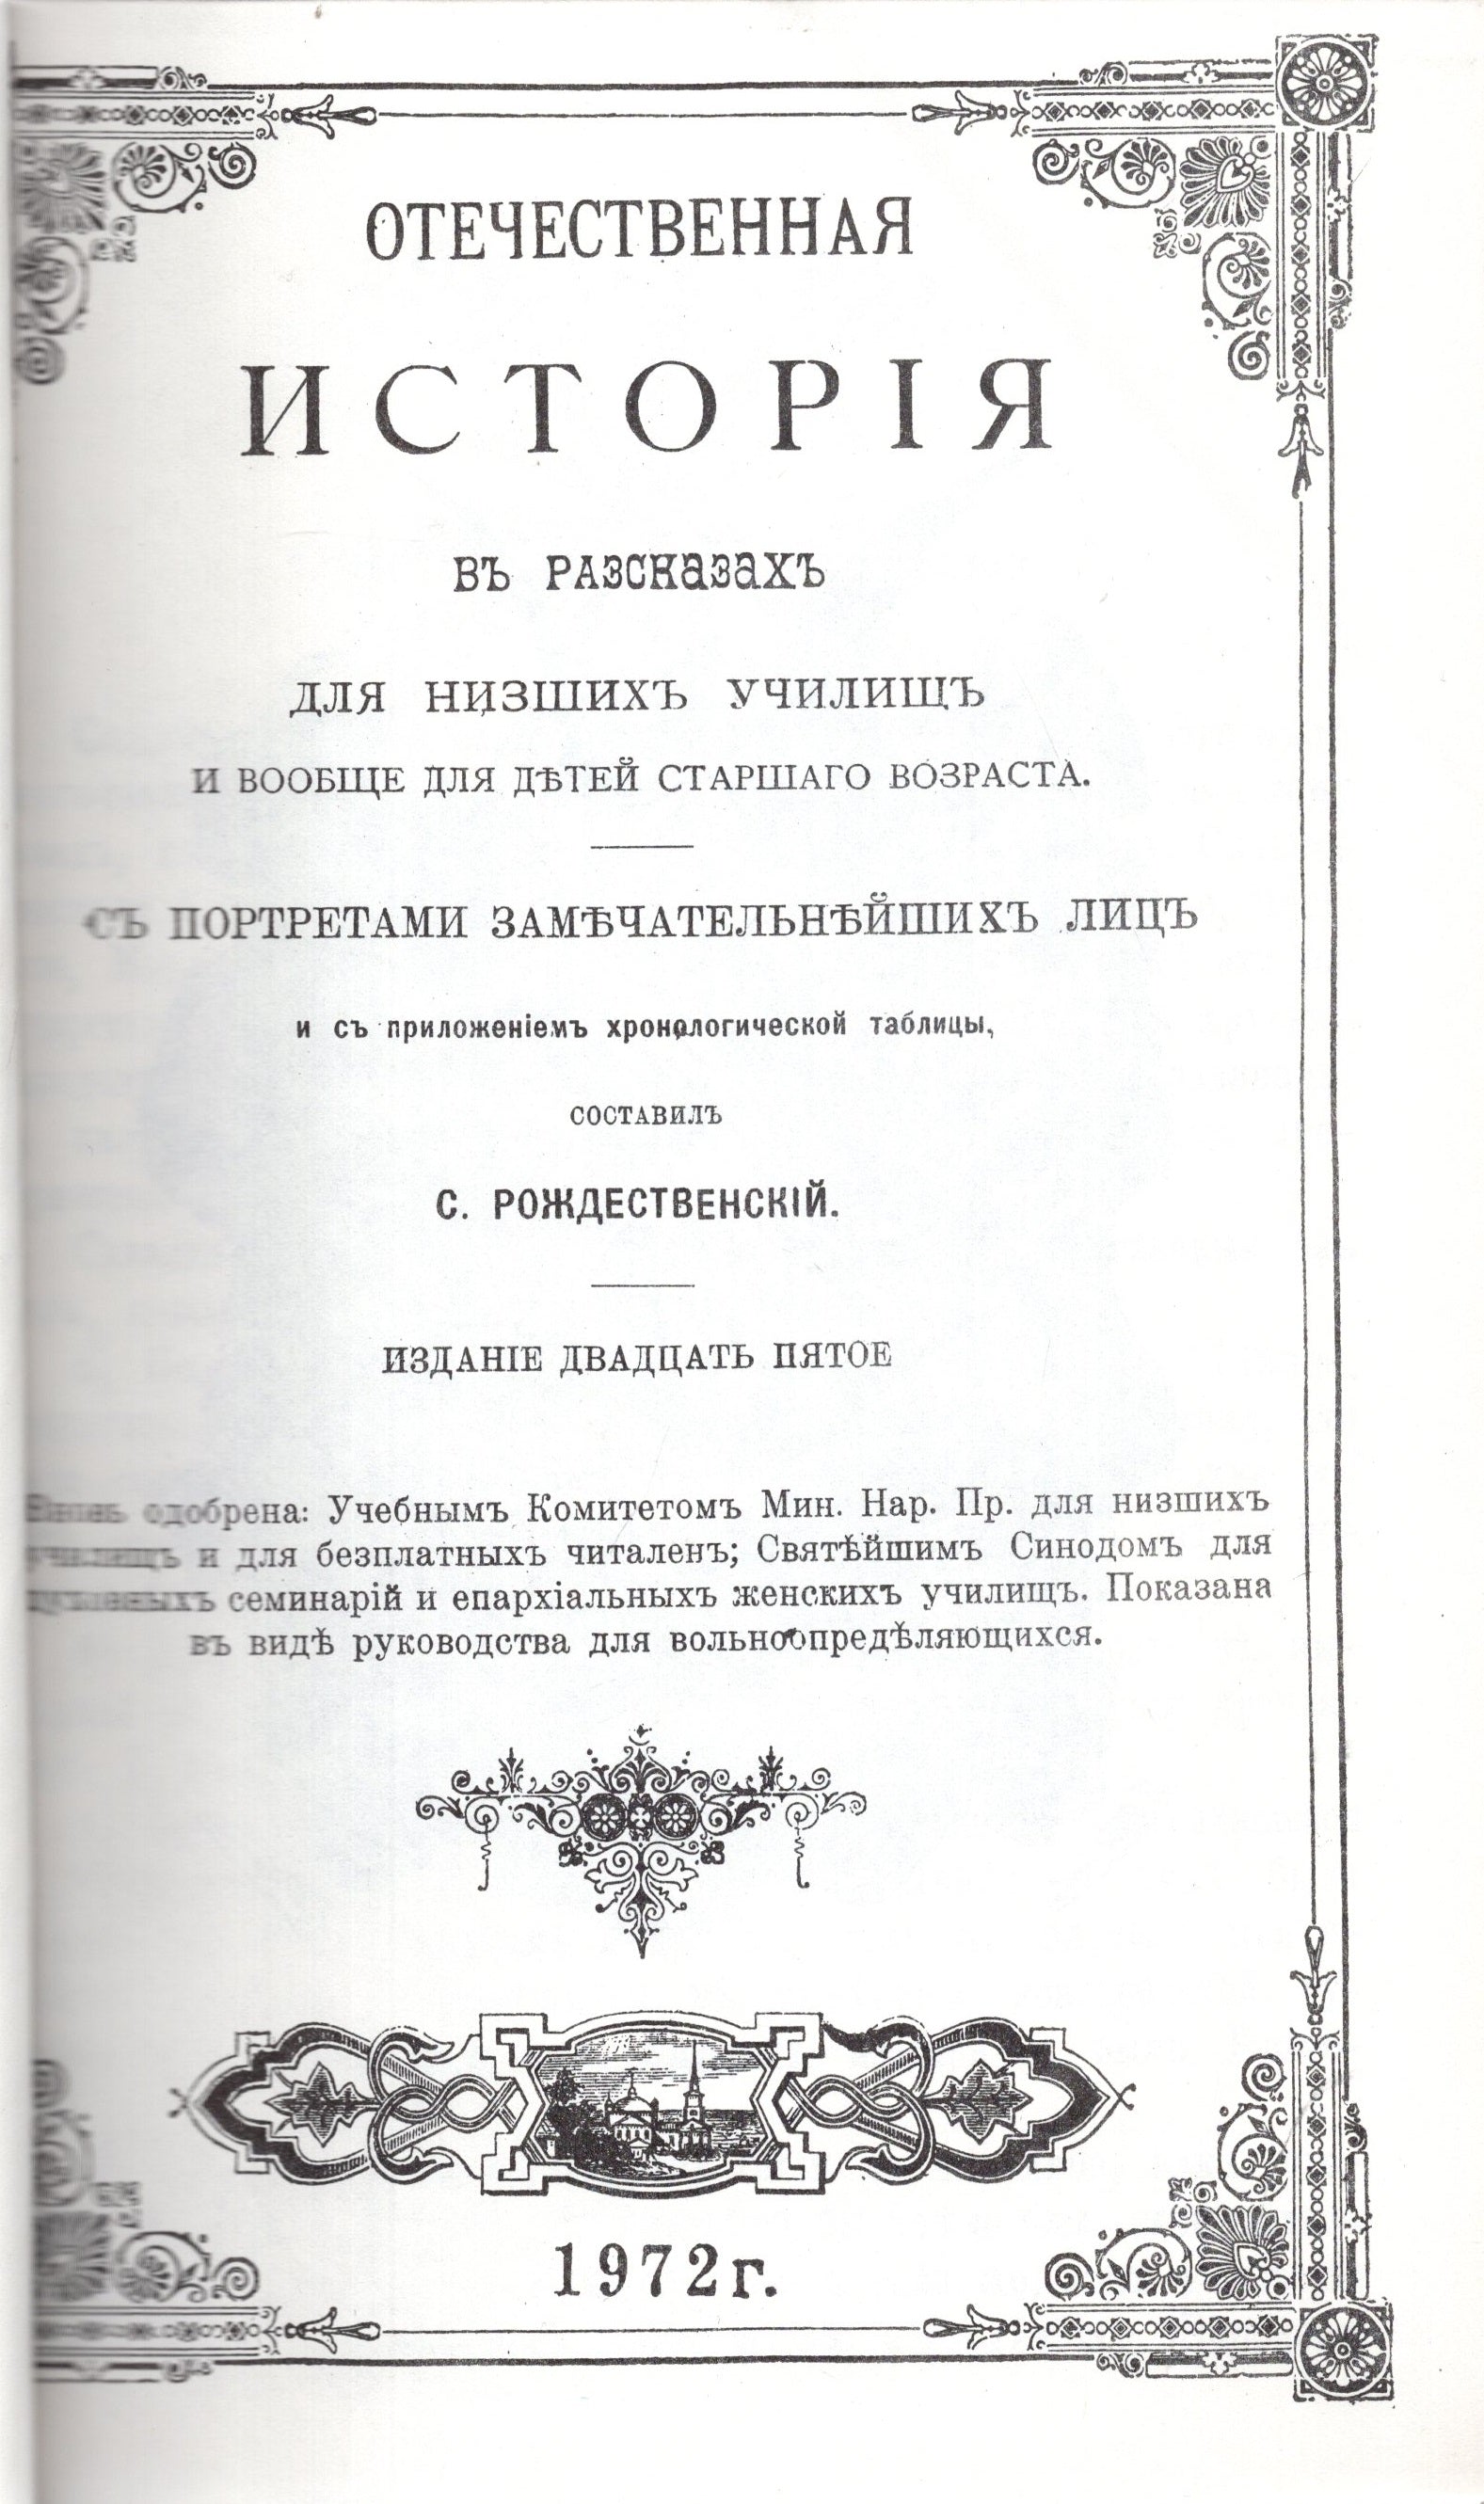 ОТЕЧЕСТВЕННАЯ
ИСТОРІЯ
ВЪ РАЗСКАЗАХЪ
ДЛЯ НИЗШИХЪ УЧИЛИЩЪ
И ВООБЩЕ ДЛЯ ДѢТЕЙ СТАРШАГО ВОЗРАСТА.
СЪ ПОРТРЕТАМИ ЗАМѢЧАТЕЛЬНѢЙШИХЪ ЛИЦЪ
и съ приложеніемъ хронологической таблицы,
СОСТАВИЛЪ
С. РОЖДЕСТВЕНСКІЙ.
ИЗДАНІЕ ДВАДЦАТЬ ПЯТОЕ
одобрена: Учебнымъ Комитетомъ Мин. Нар. Пр. для низшихъ
училищъ и для безплатныхъ читаленъ; Святѣйшимъ Синодомъ для
духовныхъ семинарій и епархіальныхъ женскихъ училищъ. Показана
въ видѣ руководства для вольноопредѣляющихся.
1972г.